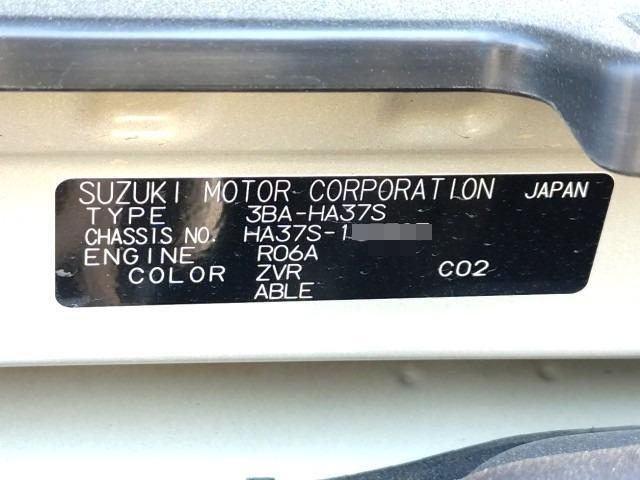 SUZUKI MOTOR CORPORATION JAPAN
TYPE 3BA-HA37S
CHASSIS NO. HA37S-1
ENGINE R06A
COLOR ZVR C02
ABLE